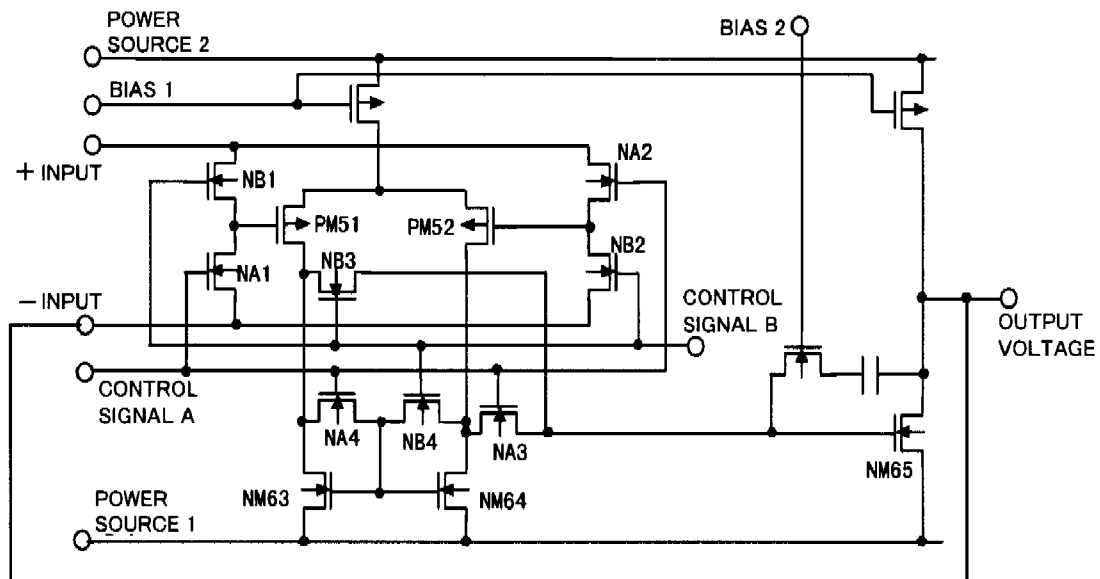 POWER
SOURCE 2
BIAS 2
BIAS 1
+ INPUT
NB1
NA2
PM51
PM52
NB2
NA1
NB3
- INPUT
CONTROL
SIGNAL B
OUTPUT
VOLTAGE
CONTROL
SIGNAL A
NA4
NB4
NA3
NM65
NM63
NM64
POWER
SOURCE 1